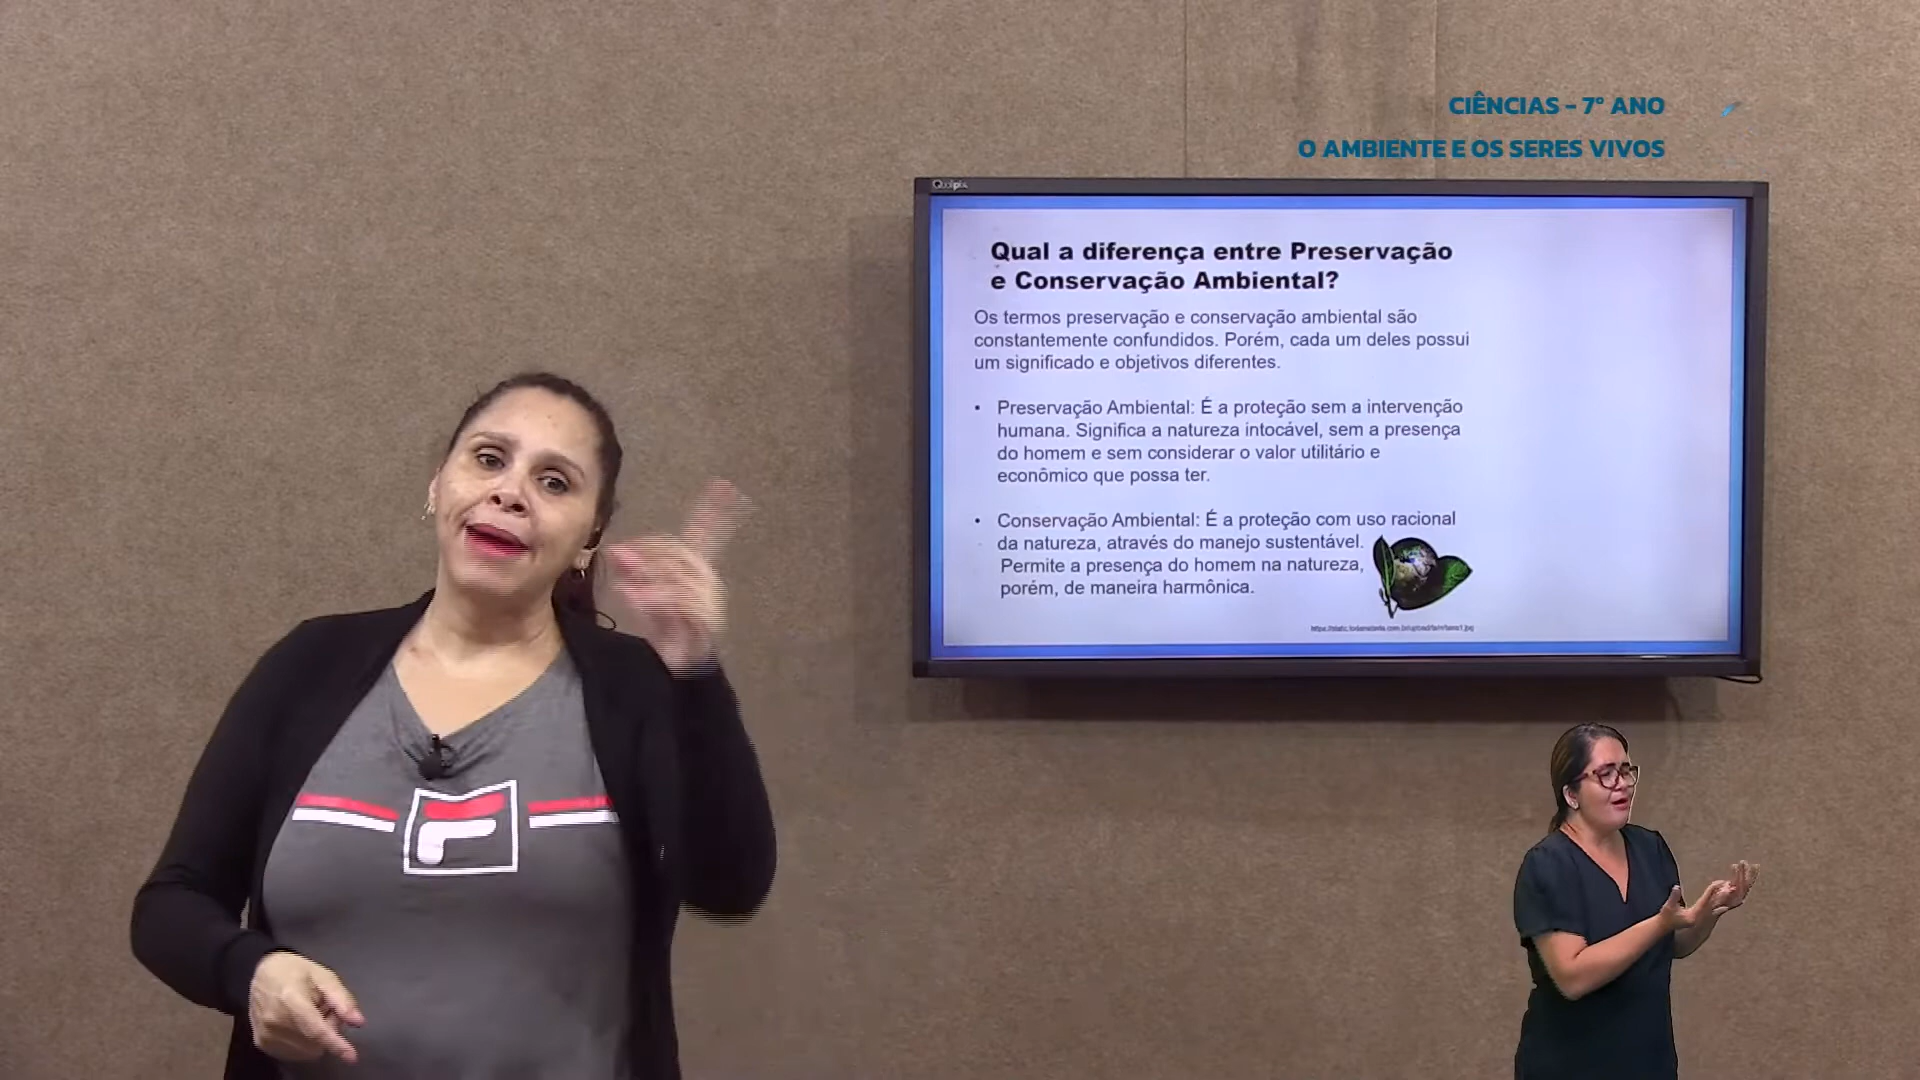 CIÊNCIAS - 7º ANO
O AMBIENTE E OS SERES VIVOS
Qualipix
Qual a diferença entre Preservação
e Conservação Ambiental?
Os termos preservação e conservação ambiental são
constantemente confundidos. Porém, cada um deles possui
um significado e objetivos diferentes.
• Preservação Ambiental: É a proteção sem a intervenção
humana. Significa a natureza intocável, sem a presença
do homem e sem considerar o valor utilitário e
econômico que possa ter.
• Conservação Ambiental: É a proteção com uso racional
da natureza, através do manejo sustentável.
Permite a presença do homem na natureza,
porém, de maneira harmônica.
F